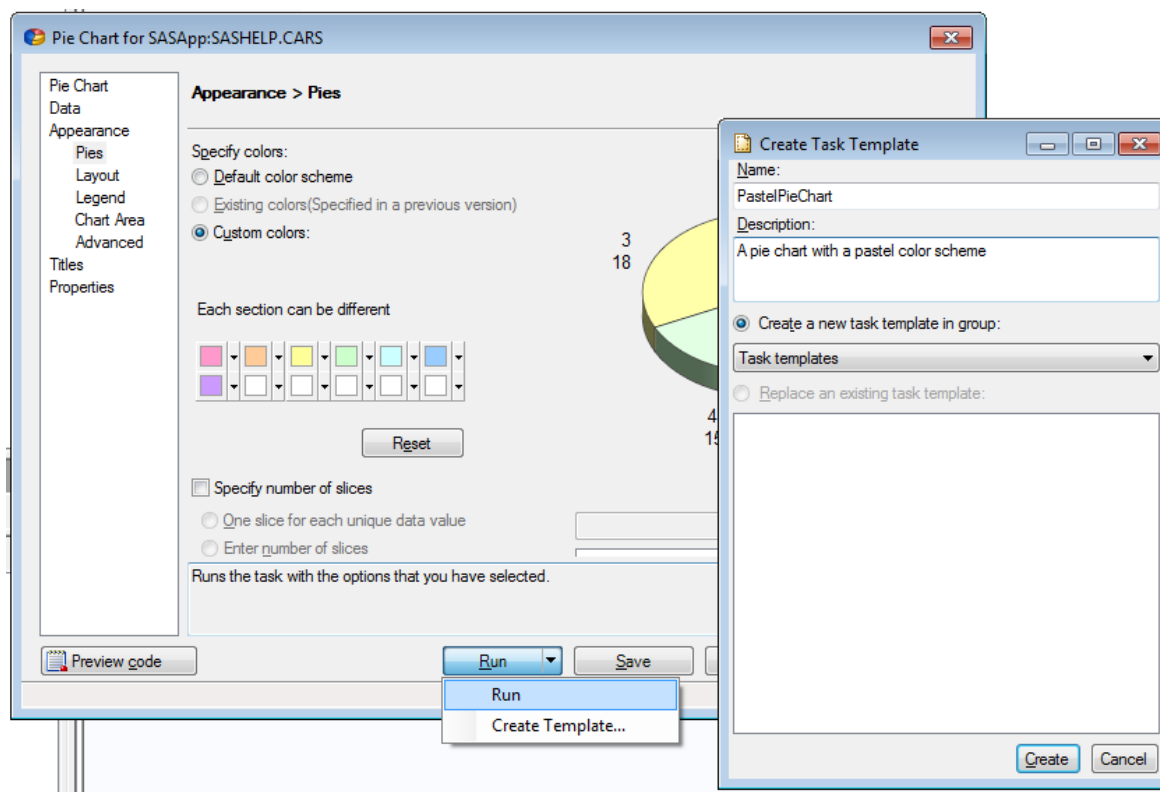 Pie Chart for SASApp:SASHELP.CARS
Pie Chart
Data
Appearance
Pies
Layout
Legend
Chart Area
Advanced
Titles
Properties
Appearance > Pies
Specify colors:
Default color scheme
Existing colors(Specified in a previous version)
Custom colors:
Each section can be different
Reset
Specify number of slices
One slice for each unique data value
Enter number of slices
3
18
4
Runs the task with the options that you have selected.
Preview code
Run
Save
Run
Create Template...
Create Task Template
Name:
PastelPieChart
Description:
A pie chart with a pastel color scheme
Create a new task template in group:
Task templates
Replace an existing task template:
Create
Cancel